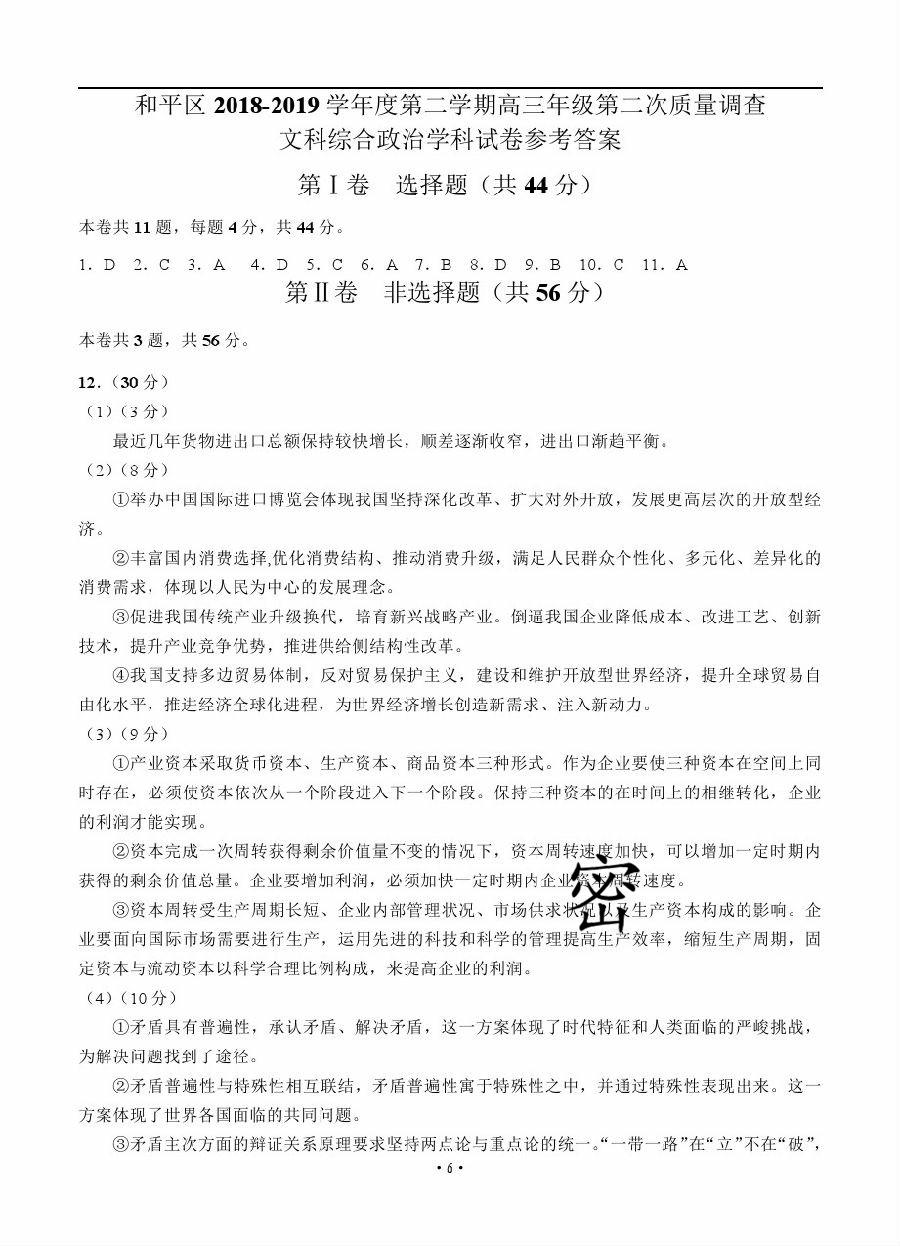 和平区 2018-2019 学年度第二学期高三年级第二次质量调查
文科综合政治学科试卷参考答案
第Ⅰ卷 选择题（共 44 分）
本卷共 11 题，每题 4 分，共 44 分。
1．D 2．C 3．A 4．D 5．C 6．A 7．B 8．D 9．B 10．C 11．A
第Ⅱ卷 非选择题（共 56 分）
本卷共 3 题，共 56 分。
12．（30 分）
（1）（3 分）
最近几年货物进出口总额保持较快增长，顺差逐渐收窄，进出口渐趋平衡。
（2）（8 分）
①举办中国国际进口博览会体现我国坚持深化改革、扩大对外开放，发展更高层次的开放型经
济。
②丰富国内消费选择,优化消费结构、推动消费升级，满足人民群众个性化、多元化、差异化的
消费需求，体现以人民为中心的发展理念。
③促进我国传统产业升级换代，培育新兴战略产业。倒逼我国企业降低成本、改进工艺、创新
技术，提升产业竞争优势，推进供给侧结构性改革。
④我国支持多边贸易体制，反对贸易保护主义，建设和维护开放型世界经济，提升全球贸易自
由化水平，推进经济全球化进程，为世界经济增长创造新需求、注入新动力。
（3）（9 分）
①产业资本采取货币资本、生产资本、商品资本三种形式。作为企业要使三种资本在空间上同
时存在，必须使资本依次从一个阶段进入下一个阶段。保持三种资本的在时间上的相继转化，企业
的利润才能实现。
②资本完成一次周转获得剩余价值量不变的情况下，资本周转速度加快，可以增加一定时期内
获得的剩余价值总量。企业要增加利润，必须加快一定时期内企业资本周转速度。
③资本周转受生产周期长短、企业内部管理状况、市场供求状况以及生产资本构成的影响。企
业要面向国际市场需要进行生产，运用先进的科技和科学的管理提高生产效率，缩短生产周期，固
定资本与流动资本以科学合理比例构成，来提高企业的利润。
密
（4）（10 分）
①矛盾具有普遍性，承认矛盾、解决矛盾，这一方案体现了时代特征和人类面临的严峻挑战，
为解决问题找到了途径。
②矛盾普遍性与特殊性相互联结，矛盾普遍性寓于特殊性之中，并通过特殊性表现出来。这一
方案体现了世界各国面临的共同问题。
③矛盾主次方面的辩证关系原理要求坚持两点论与重点论的统一。“一带一路”在“立”不在“破”，
• 6 •